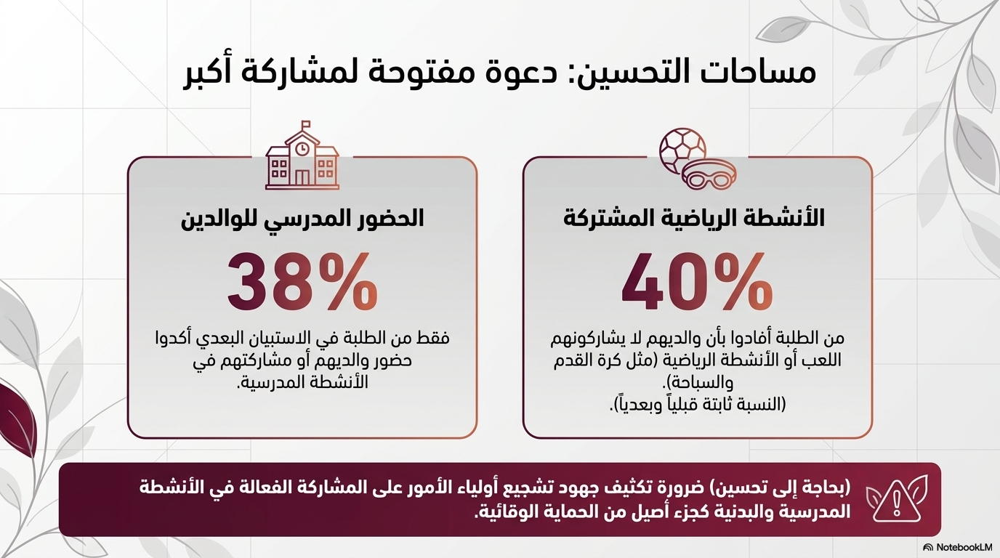 مساحات التحسين: دعوة مفتوحة لمشاركة أكبر
الأنشطة الرياضية المشتركة
40%
من الطلبة أفادوا بأن والديهم لا يشاركونهم
اللعب أو الأنشطة الرياضية (مثل كرة القدم
والسباحة).
(النسبة ثابتة قبلياً وبعدياً).
الحضور المدرسي للوالدين
38%
فقط من الطلبة في الاستبيان البعدي أكدوا
حضور والديهم أو مشاركتهم في
الأنشطة المدرسية.
(بحاجة إلى تحسين) ضرورة تكثيف جهود تشجيع أولياء الأمور على المشاركة الفعالة في الأنشطة
المدرسية والبدنية كجزء أصيل من الحماية الوقائية.
NotebookLM